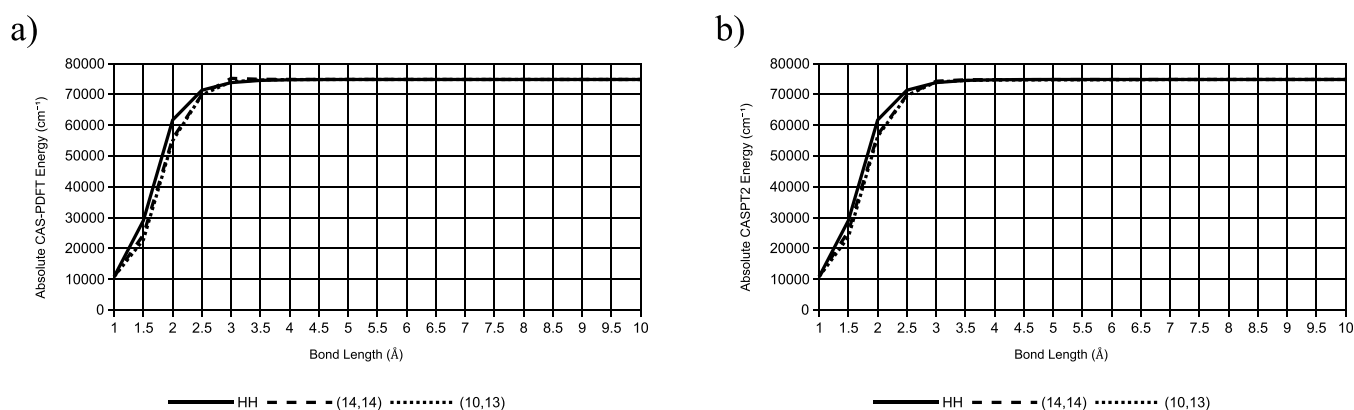 a)
Absolute CAS-PDFT Energy (cm⁻¹)
80000
70000
60000
50000
40000
30000
20000
10000
0
1 1.5 2 2.5 3 3.5 4 4.5 5 5.5 6 6.5 7 7.5 8 8.5 9 9.5 10
Bond Length (Å)
HH (14,14) (10,13)
b)
Absolute CASPT2 Energy (cm⁻¹)
80000
70000
60000
50000
40000
30000
20000
10000
0
1 1.5 2 2.5 3 3.5 4 4.5 5 5.5 6 6.5 7 7.5 8 8.5 9 9.5 10
Bond Length (Å)
HH (14,14) (10,13)